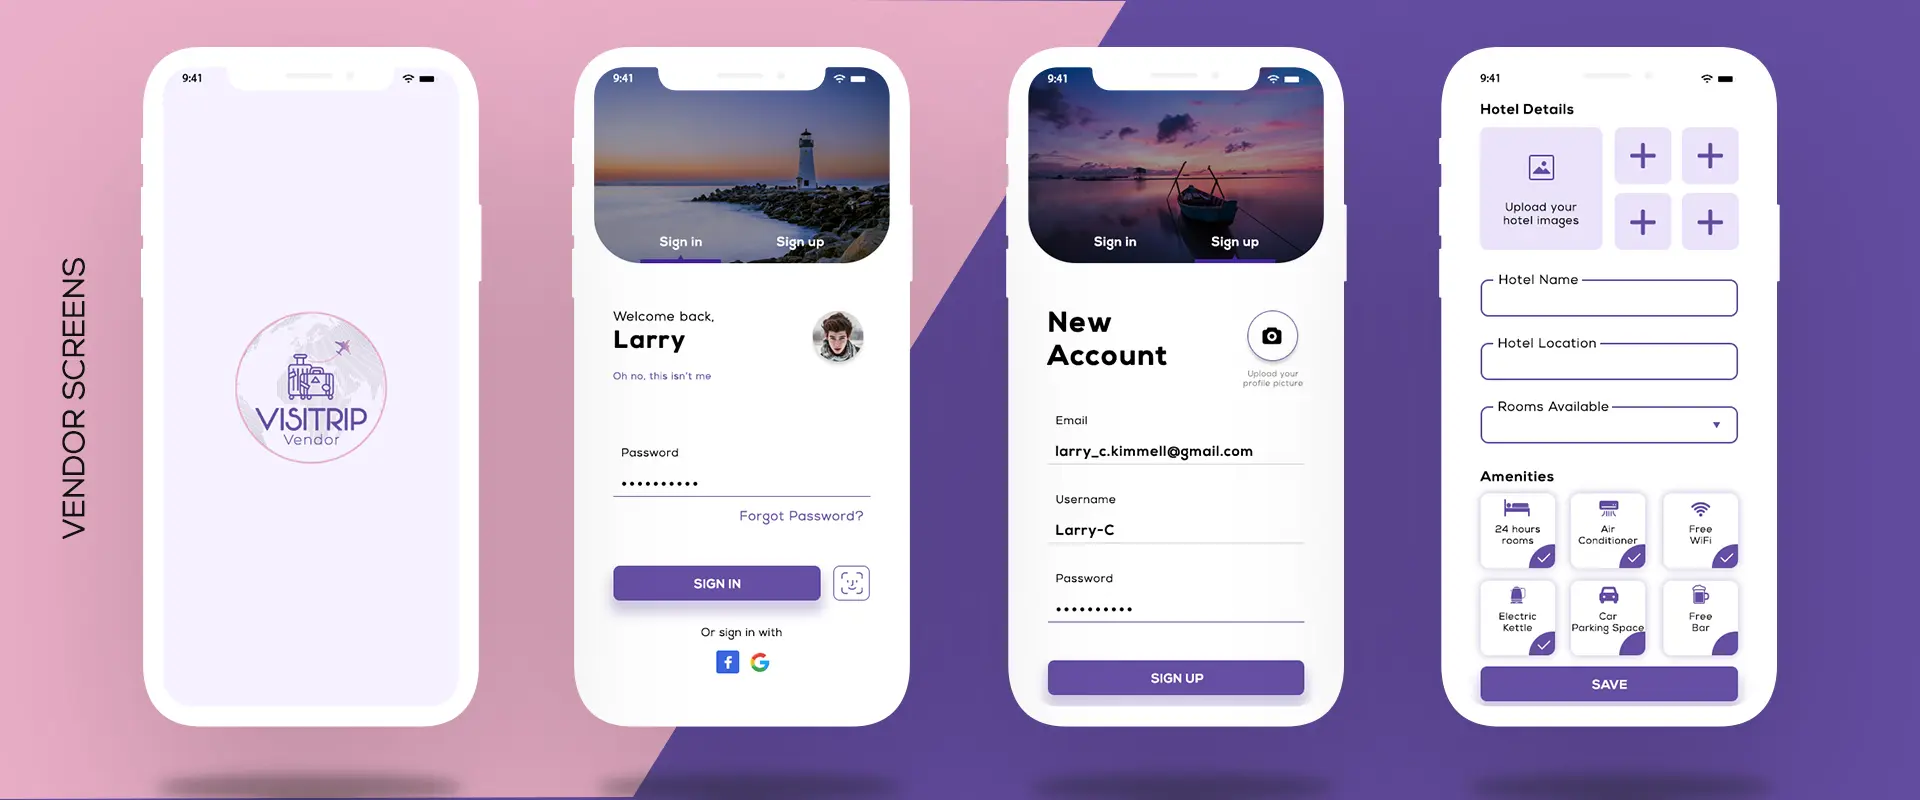 VENDOR SCREENS
9:41
VISITRIP
Vendor
9:41
Sign in
Sign up
Welcome back,
Larry
Oh no, this isn't me
Password
••••••••••
Forgot Password?
SIGN IN
Or sign in with
9:41
Sign in
Sign up
New
Account
Upload your
profile picture
Email
larry_c.kimmell@gmail.com
Username
Larry-C
Password
••••••••••
SIGN UP
9:41
Hotel Details
Upload your
hotel images
Hotel Name
Hotel Location
Rooms Available
Amenities
24 hours
rooms
Air
Conditioner
Free
WiFi
Electric
Kettle
Car
Parking Space
Free
Bar
SAVE